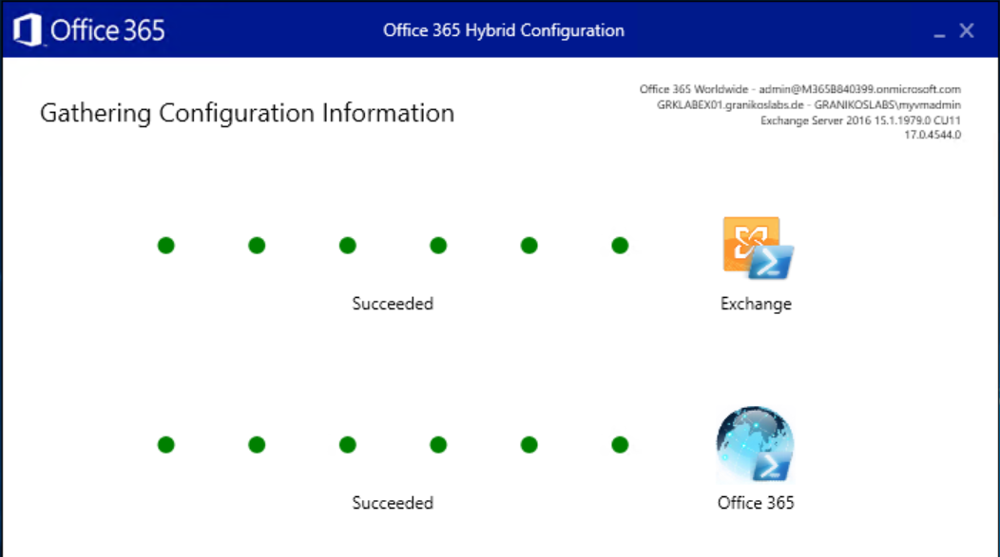 Office 365
Office 365 Hybrid Configuration
Gathering Configuration Information
Office 365 Worldwide - admin@M365B840399.onmicrosoft.com
GRKLABEX01.granikoslabs.de - GRANIKOSLABS\myvmadmin
Exchange Server 2016 15.1.1979.0 CU11
17.0.4544.0
Succeeded
Exchange
Succeeded
Office 365